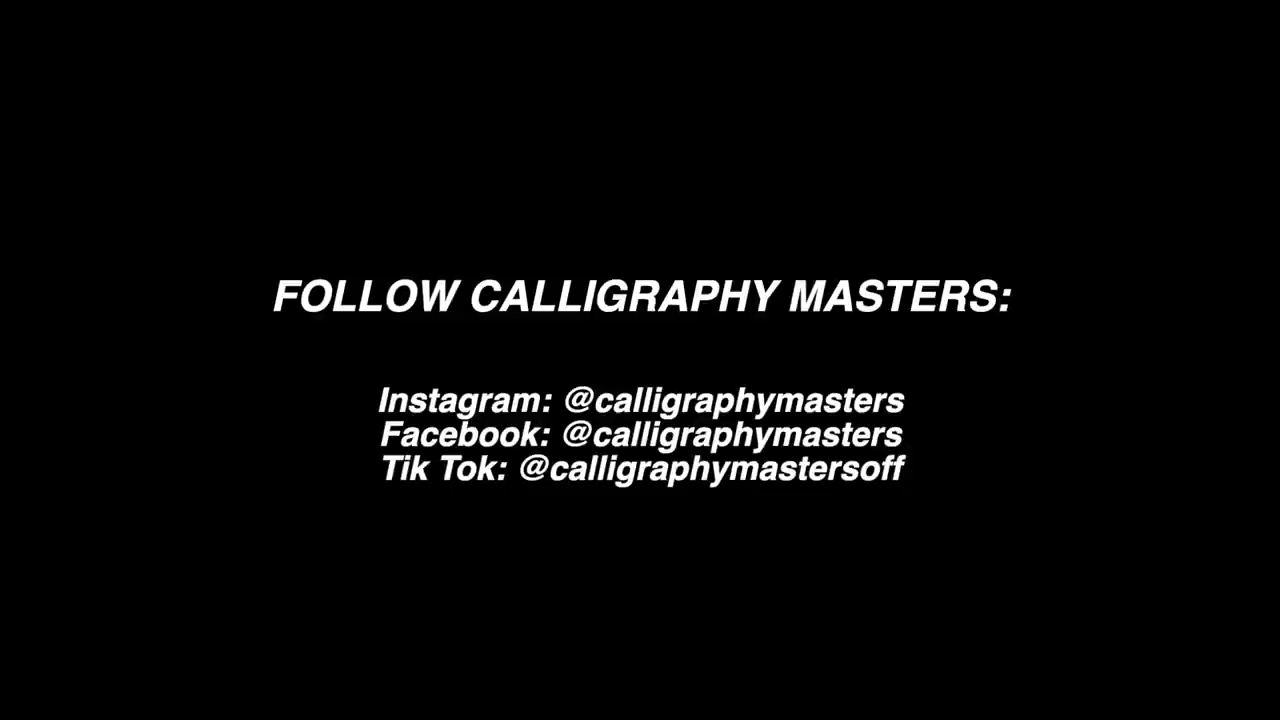 FOLLOW CALLIGRAPHY MASTERS:
Instagram: @calligraphymasters
Facebook: @calligraphymasters
Tik Tok: @calligraphymastersoff